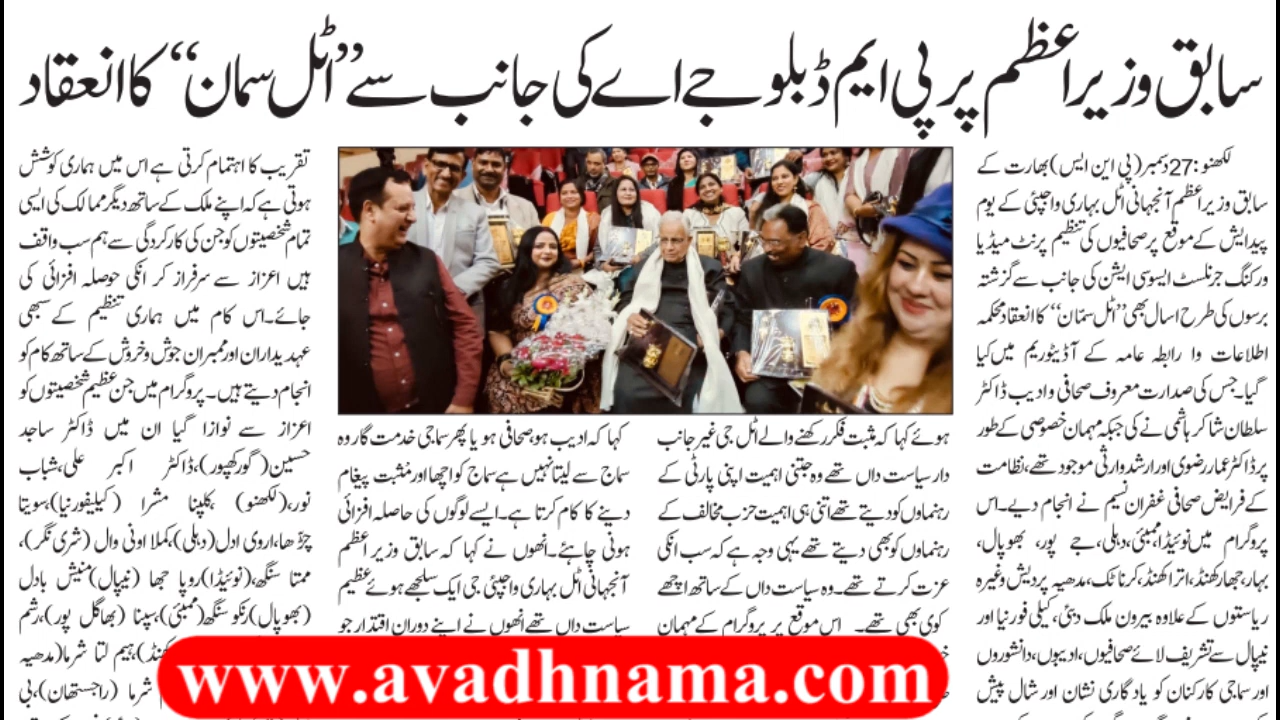 سابق وزیراعظم پر پی ایم ڈبلو جے اے کی جانب سے ’’اٹل سمان‘‘ کا انعقاد
لکھنو:27دسمبر(پی این ایس)بھارت کے
سابق وزیراعظم آنجہانی اٹل بہاری واجپئی کے یوم
پیدایش کے موقع پر صحافیوں کی تنظیم پرنٹ میڈیا
ورکنگ جرنلسٹ ایسوسی ایشن کی جانب سے گزشتہ
برسوں کی طرح امسال بھی ’’اٹل سمّان‘‘ کا انعقاد محکمہ
اطلاعات وا رابطہ عامہ کے آڈیٹوریم میں کیا
گیا۔جس کی صدارت معروف صحافی وادیب ڈاکٹر
سلطان شاکر ہاشمی نے کی جبکہ مہمان خصوصی کے طور
پر ڈاکٹر عمار رضوی اور ارشد وارثی موجود تھے، نظامت
کے فرایض صحافی غفران نسیم نے انجام دیے۔اس
پروگرام میں نوئیڈا، ممبئی، دہلی، جے پور، بھوپال،
بہار، جھارکھنڈ، اترا کھنڈ، کرناٹک، مدھیہ پردیش وغیرہ
ریاستوں کے علاوہ بیرون ملک دبئی، کیلی فورنیا اور
نیپال سے تشریف لائے صحافیوں، ادیبوں، دانشوروں
اور سماجی کارکنان کو یادگاری نشان اور شال پیش
ہوئے کہا کہ مثبت فکر رکھنے والے اٹل جی غیر جانب
دار سیاست داں تھے وہ جتنی اہمیت اپنی پارٹی کے
رہنماوں کو دیتے تھے اتنی ہی اہمیت حزب مخالف کے
رہنماوں کو بھی دیتے تھے یہی وجہ ہے کہ سب انکی
عزت کرتے تھے۔وہ سیاست داں کے ساتھ اچھے
کوی بھی تھے۔ اس موقع پر پروگرام کے مہمان
کہا کہ ادیب ہو، صحافی ہو یا پھر سماجی خدمت گار وہ
سماج سے لیتا نہیں ہے سماج کو اچھا اور مثبت پیغام
دینے کا کام کرتا ہے۔ ایسے لوگوں کی حاصلہ افزائی
ہونی چاہئے۔ انھوں نے کہا کہ سابق وزیر اعظم
آنجہانی اٹل بہاری واجپئی جی ایک سلجھے ہوئے عظیم
سیاست داں تھے انھوں نے اپنے دوران اقتدار جو
تقریب کا اہتمام کرتی ہے اس میں ہماری کوشش
ہوتی ہے کہ اپنے ملک کے ساتھ دیگر ممالک کی ایسی
تمام شخصیتوں کو جن کی کارکردگی سے ہم سب واقف
ہیں اعزاز سے سرفراز کر انکی حوصلہ افزائی کی
جائے۔اس کام میں ہماری تنظیم کے سبھی
عہدیداران اور ممبران جوش و خروش کے ساتھ کام کو
انجام دیتے ہیں۔ پروگرام میں جن عظیم شخصیتوں کو
اعزاز سے نوازا گیا ان میں ڈاکٹر ساجد
حسین(گورکھپور)، ڈاکٹر اکبر علی، شباب
نور، (لکھنو) ،کلپنا مشرا (کیلیفورنیا)، سویتا
چڑھا، اروی ادل(دہلی)، کملا اونی وال (شری نگر)،
ممتا سنگھ، (نوئیڈا) روپا جھا (نیپال) منیش بادل
(بھوپال) رنکو سنگھ (ممبئی)، سپنا (بھاگل پور)، رشم
کھنڈ)، ہیم لتا شرما (مدھیہ
شرما (راجستھان)، بی
www.avadhnama.com